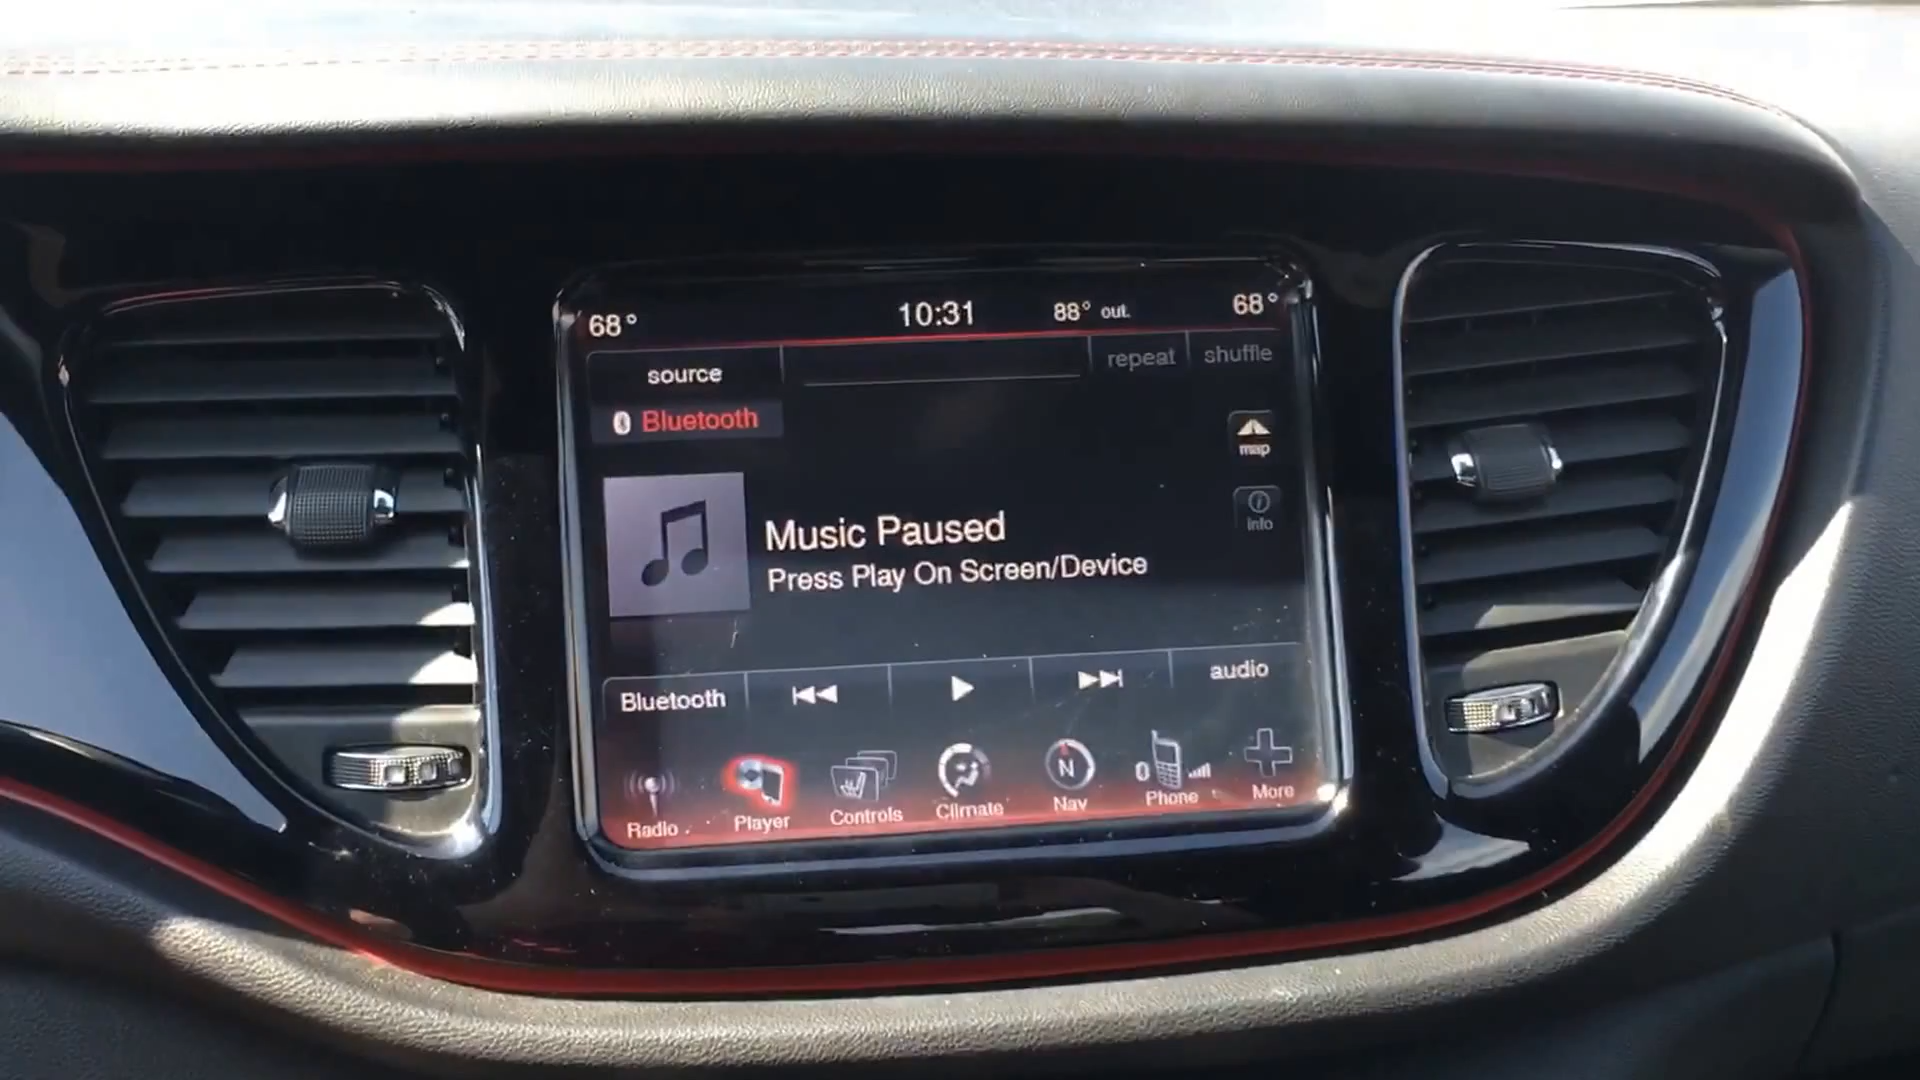 68° 10:31 88° out. 68°
source repeat shuffle
Bluetooth
map
info
Music Paused
Press Play On Screen/Device
Bluetooth audio
Radio Player Controls Climate N Nav Phone More